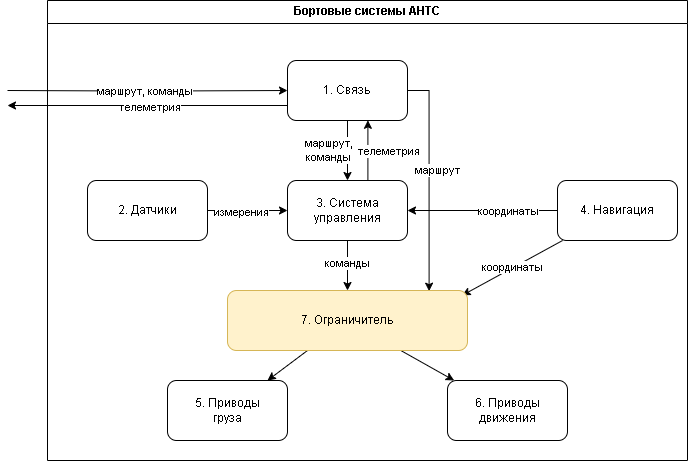 Бортовые системы АНТС
маршрут, команды
телеметрия
1. Связь
маршрут,
команды
телеметрия
маршрут
2. Датчики
измерения
3. Система
управления
координаты
4. Навигация
команды
координаты
7. Ограничитель
5. Приводы
груза
6. Приводы
движения